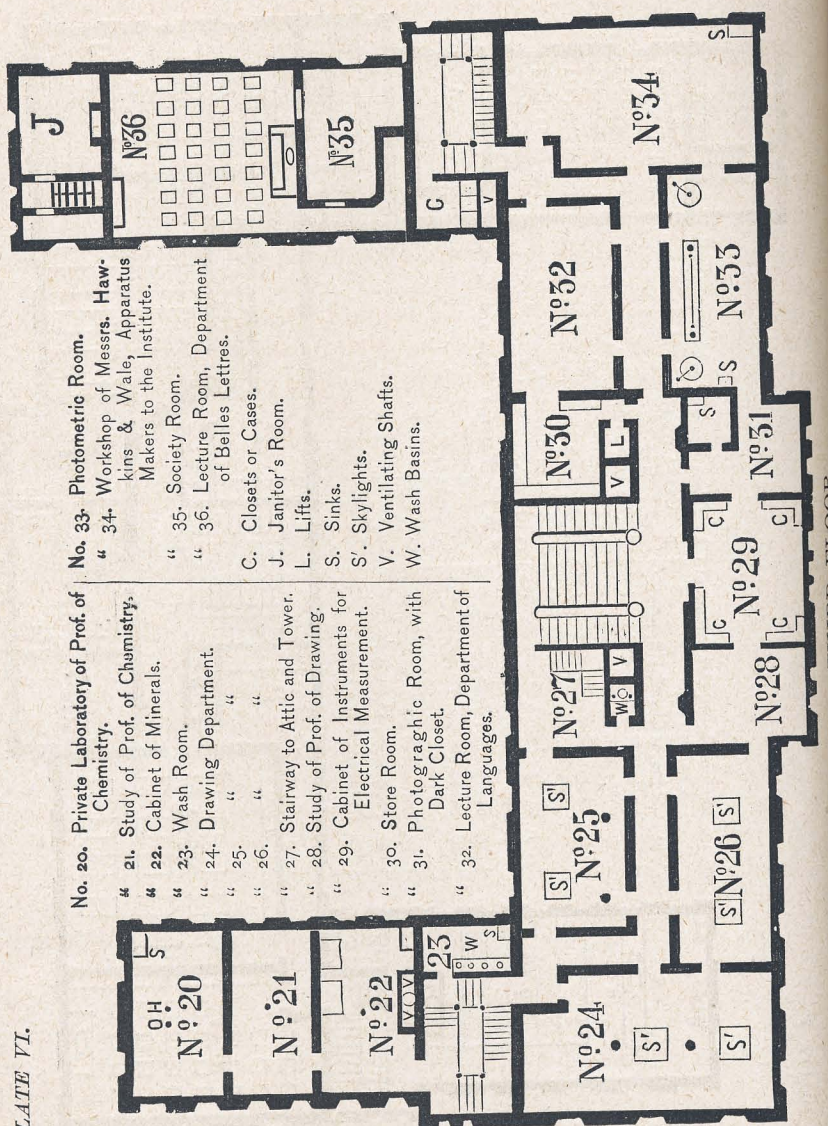 LATE VI.
No. 20. Private Laboratory of Prof. of
Chemistry.
" 21. Study of Prof. of Chemistry.
" 22. Cabinet of Minerals.
" 23. Wash Room.
" 24. Drawing Department.
" 25. " "
" 26. " "
" 27. Stairway to Attic and Tower.
" 28. Study of Prof. of Drawing.
" 29. Cabinet of Instruments for
Electrical Measurement.
" 30. Store Room.
" 31. Photograghic Room, with
Dark Closet.
" 32. Lecture Room, Department of
Languages.
No. 33. Photometric Room.
" 34. Workshop of Messrs. Haw-
kins & Wale, Apparatus
Makers to the Institute.
" 35. Society Room.
" 36. Lecture Room, Department
of Belles Lettres.
C. Closets or Cases.
J. Janitor's Room.
L. Lifts.
S. Sinks.
S'. Skylights.
V. Ventilating Shafts.
W. Wash Basins.
OH
S
No. 20
No. 21
No. 22
V V
23
W
S
No. 24
S'
S'
S'
S'
No. 25
S'
S'
No. 26
No. 27
W
V
No. 28
C
C
C
C
No. 29
No. 30
V
L
S
No. 31
No. 32
S
No. 33
C
V
No. 34
S
No. 35
No. 36
J
FLOOR